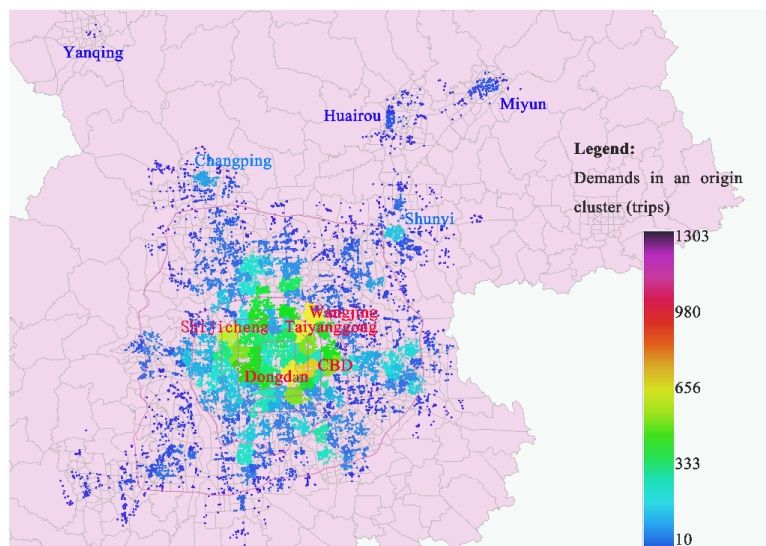 Yanqing
Huairou
Miyun
Changping
Legend:
Demands in an origin
cluster (trips)
Shunyi
1303
980
656
333
10
Wangjing
Shijicheng
Taiyanggong
CBD
Dongdan